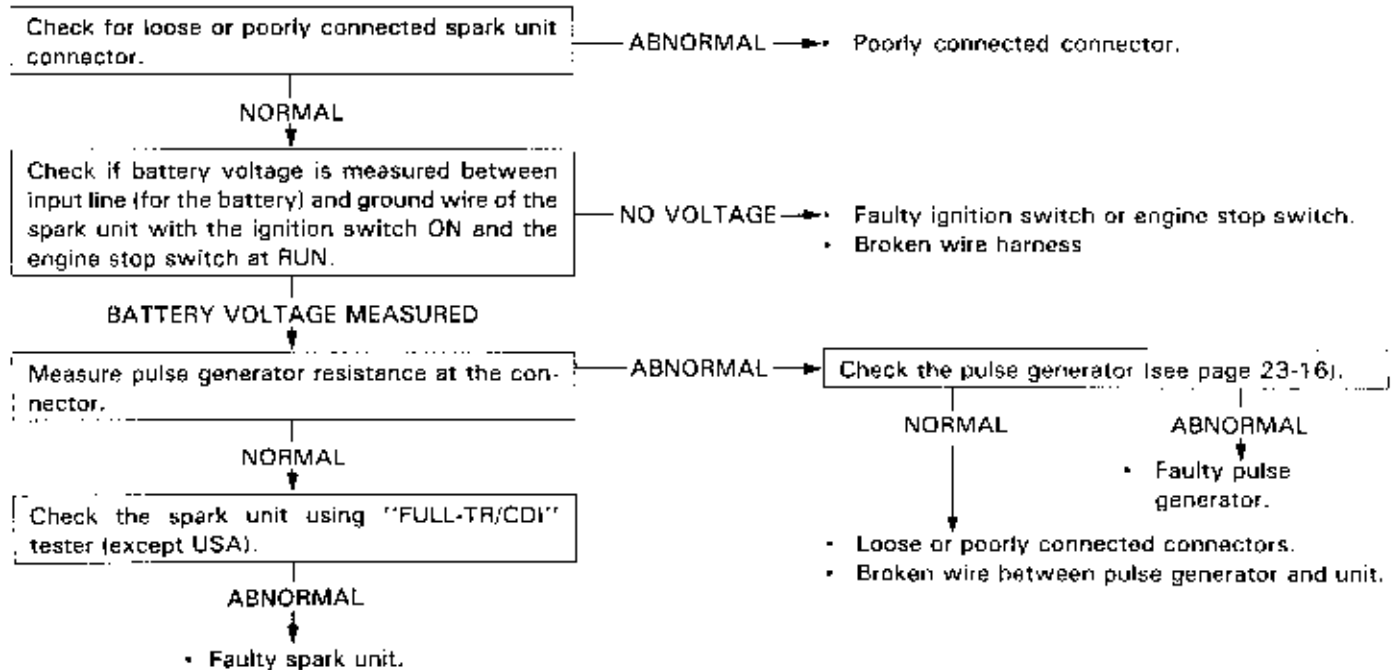 Check for loose or poorly connected spark unit
connector.
ABNORMAL
• Poorly connected connector.
NORMAL
Check if battery voltage is measured between
input line (for the battery) and ground wire of the
spark unit with the ignition switch ON and the
engine stop switch at RUN.
NO VOLTAGE
• Faulty ignition switch or engine stop switch.
• Broken wire harness
BATTERY VOLTAGE MEASURED
Measure pulse generator resistance at the con-
nector.
ABNORMAL
Check the pulse generator (see page 23-16).
NORMAL
ABNORMAL
• Faulty pulse
generator.
• Loose or poorly connected connectors.
• Broken wire between pulse generator and unit.
NORMAL
Check the spark unit using "FULL-TR/CDI"
tester (except USA).
ABNORMAL
• Faulty spark unit.